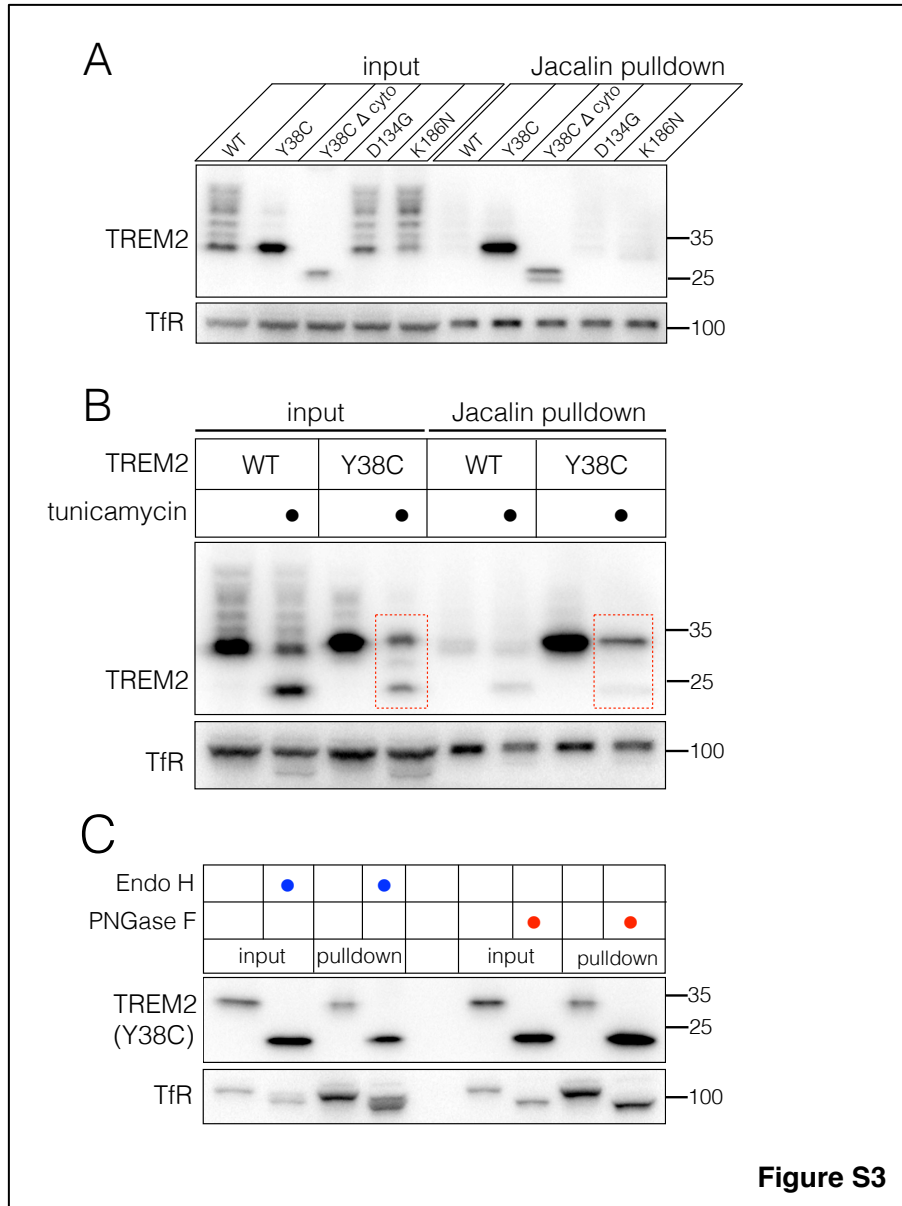 A
input Jacalin pulldown
WT Y38C Y38C Δ cyto D134G K186N WT Y38C Y38C Δ cyto D134G K186N
TREM2
35
25
TfR
100
B
input Jacalin pulldown
TREM2 WT Y38C WT Y38C
tunicamycin ● ● ● ●
35
TREM2 25
TfR 100
C
Endo H ● ●
PNGase F ● ●
input pulldown input pulldown
TREM2 35
(Y38C) 25
TfR 100
Figure S3